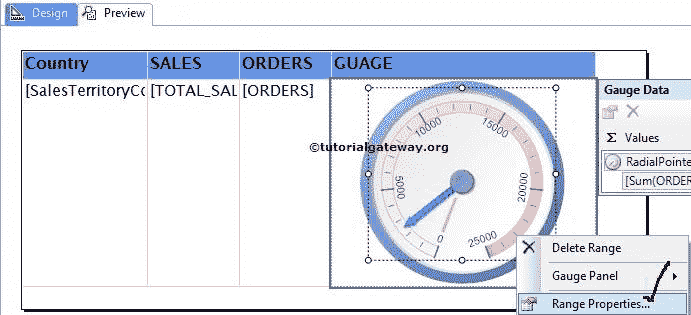 Design Preview
Country SALES ORDERS GUAGE
[SalesTerritoryCo [TOTAL_SAL [ORDERS]
©tutorialgateway.org
0
5000
10000
15000
20000
25000
Gauge Data
Σ Values
RadialPointe
[Sum(ORDER
Delete Range
Gauge Panel
Range Properties...